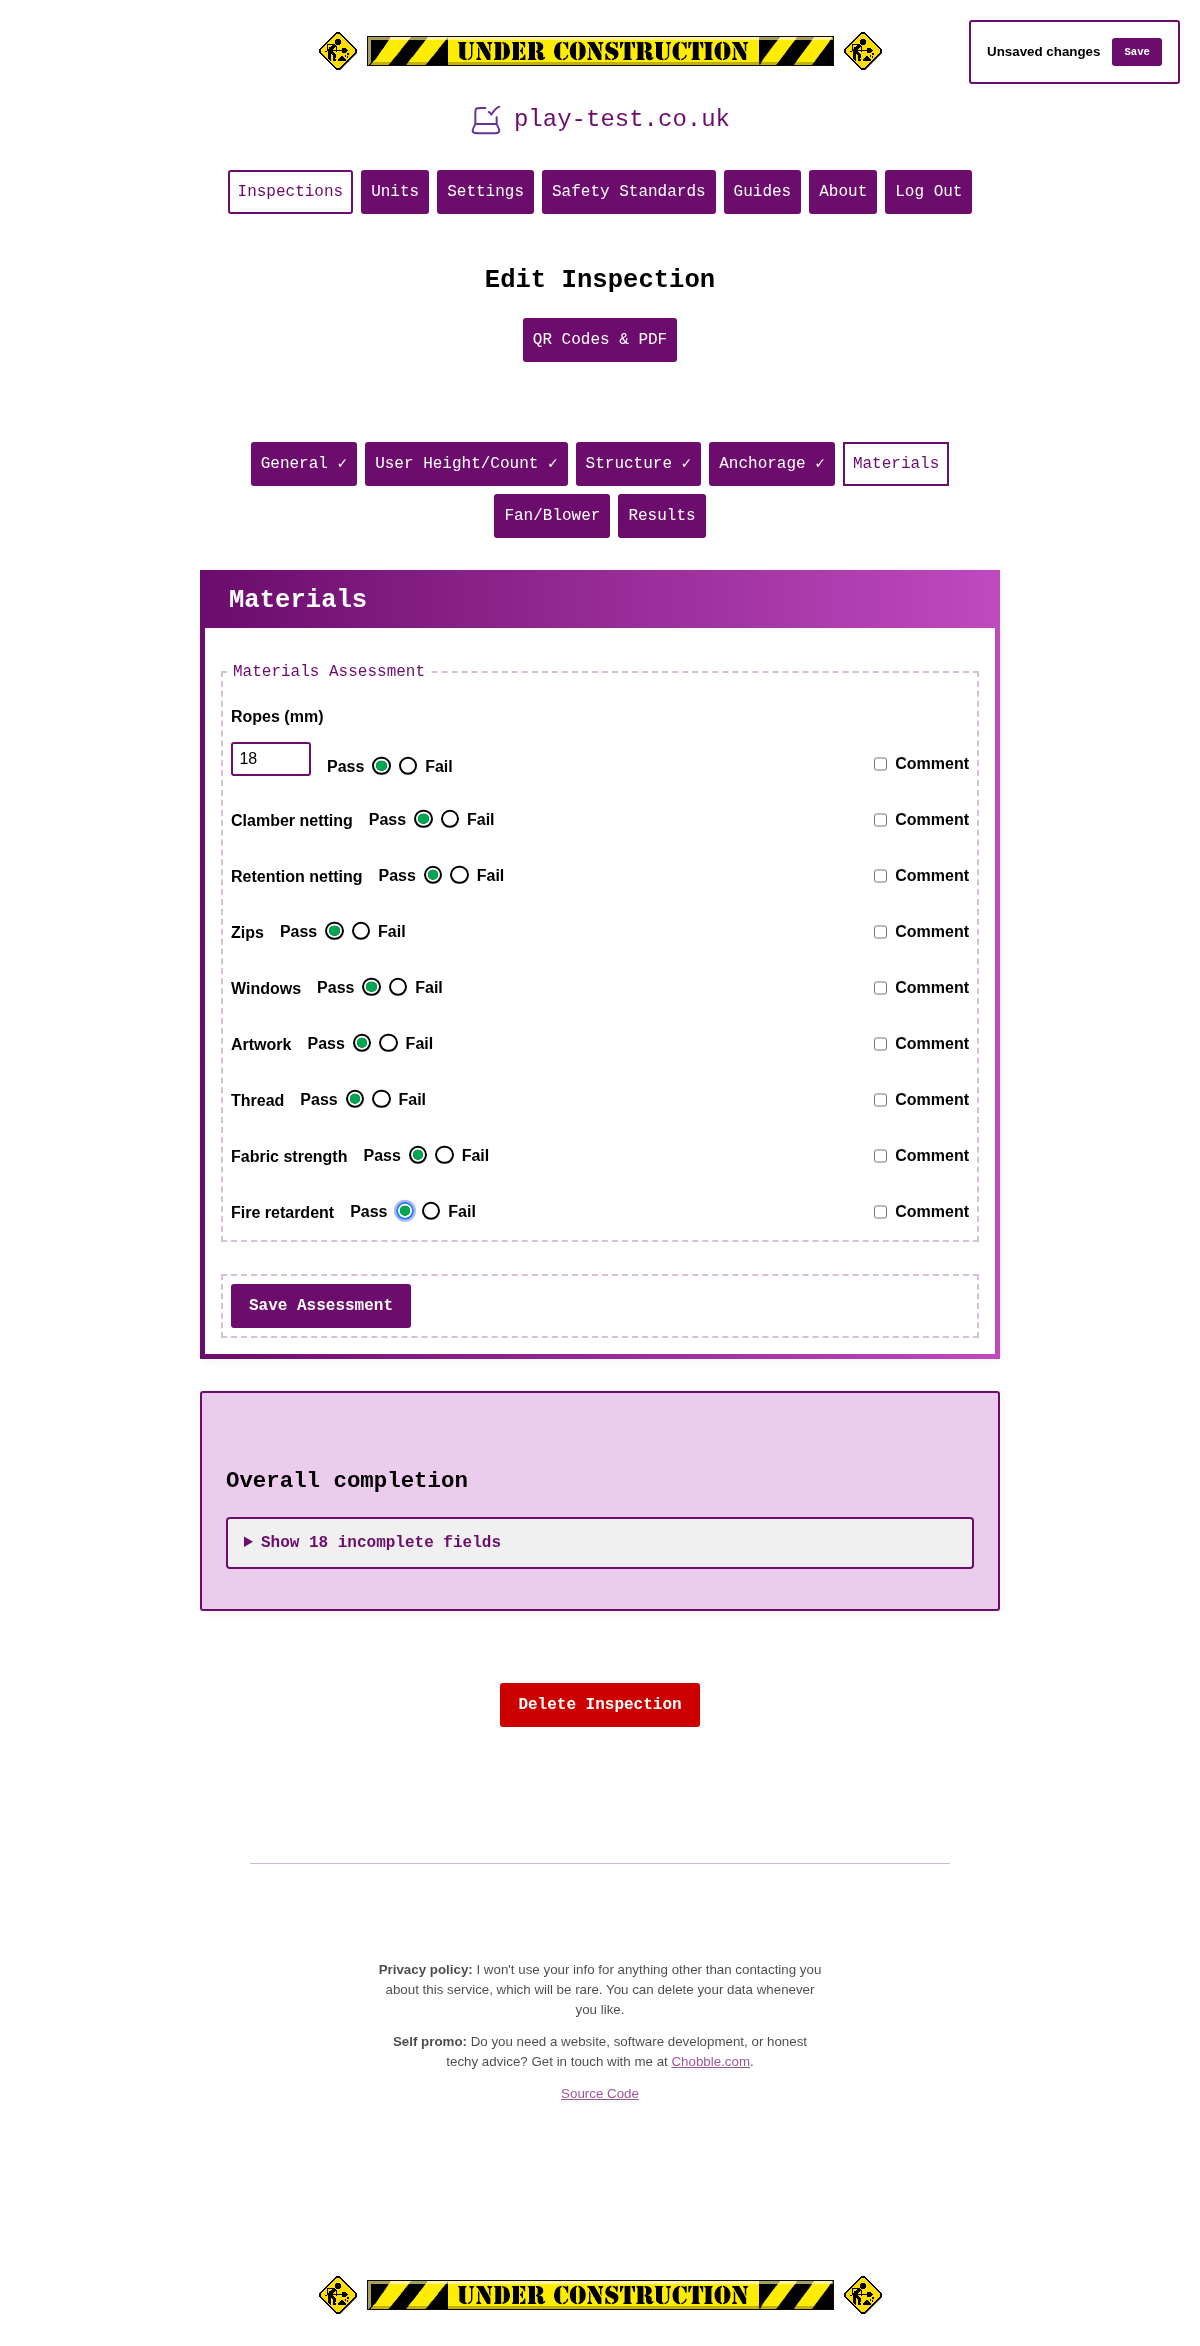 UNDER CONSTRUCTION
Unsaved changes Save
play-test.co.uk
Inspections Units Settings Safety Standards Guides About Log Out
Edit Inspection
QR Codes & PDF
General ✓ User Height/Count ✓ Structure ✓ Anchorage ✓ Materials
Fan/Blower Results
Materials
Materials Assessment
Ropes (mm)
18 Pass Fail Comment
Clamber netting Pass Fail Comment
Retention netting Pass Fail Comment
Zips Pass Fail Comment
Windows Pass Fail Comment
Artwork Pass Fail Comment
Thread Pass Fail Comment
Fabric strength Pass Fail Comment
Fire retardent Pass Fail Comment
Save Assessment
Overall completion
▶ Show 18 incomplete fields
Delete Inspection
Privacy policy: I won't use your info for anything other than contacting you
about this service, which will be rare. You can delete your data whenever
you like.
Self promo: Do you need a website, software development, or honest
techy advice? Get in touch with me at Chobble.com.
Source Code
UNDER CONSTRUCTION